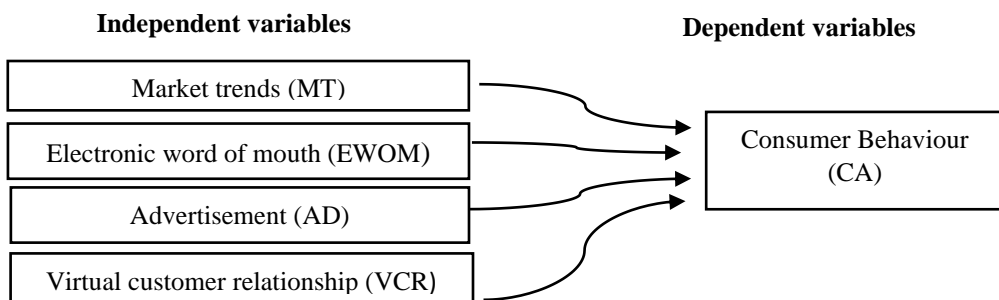 Independent variables
Dependent variables
Market trends (MT)
Electronic word of mouth (EWOM)
Advertisement (AD)
Virtual customer relationship (VCR)
Consumer Behaviour
(CA)